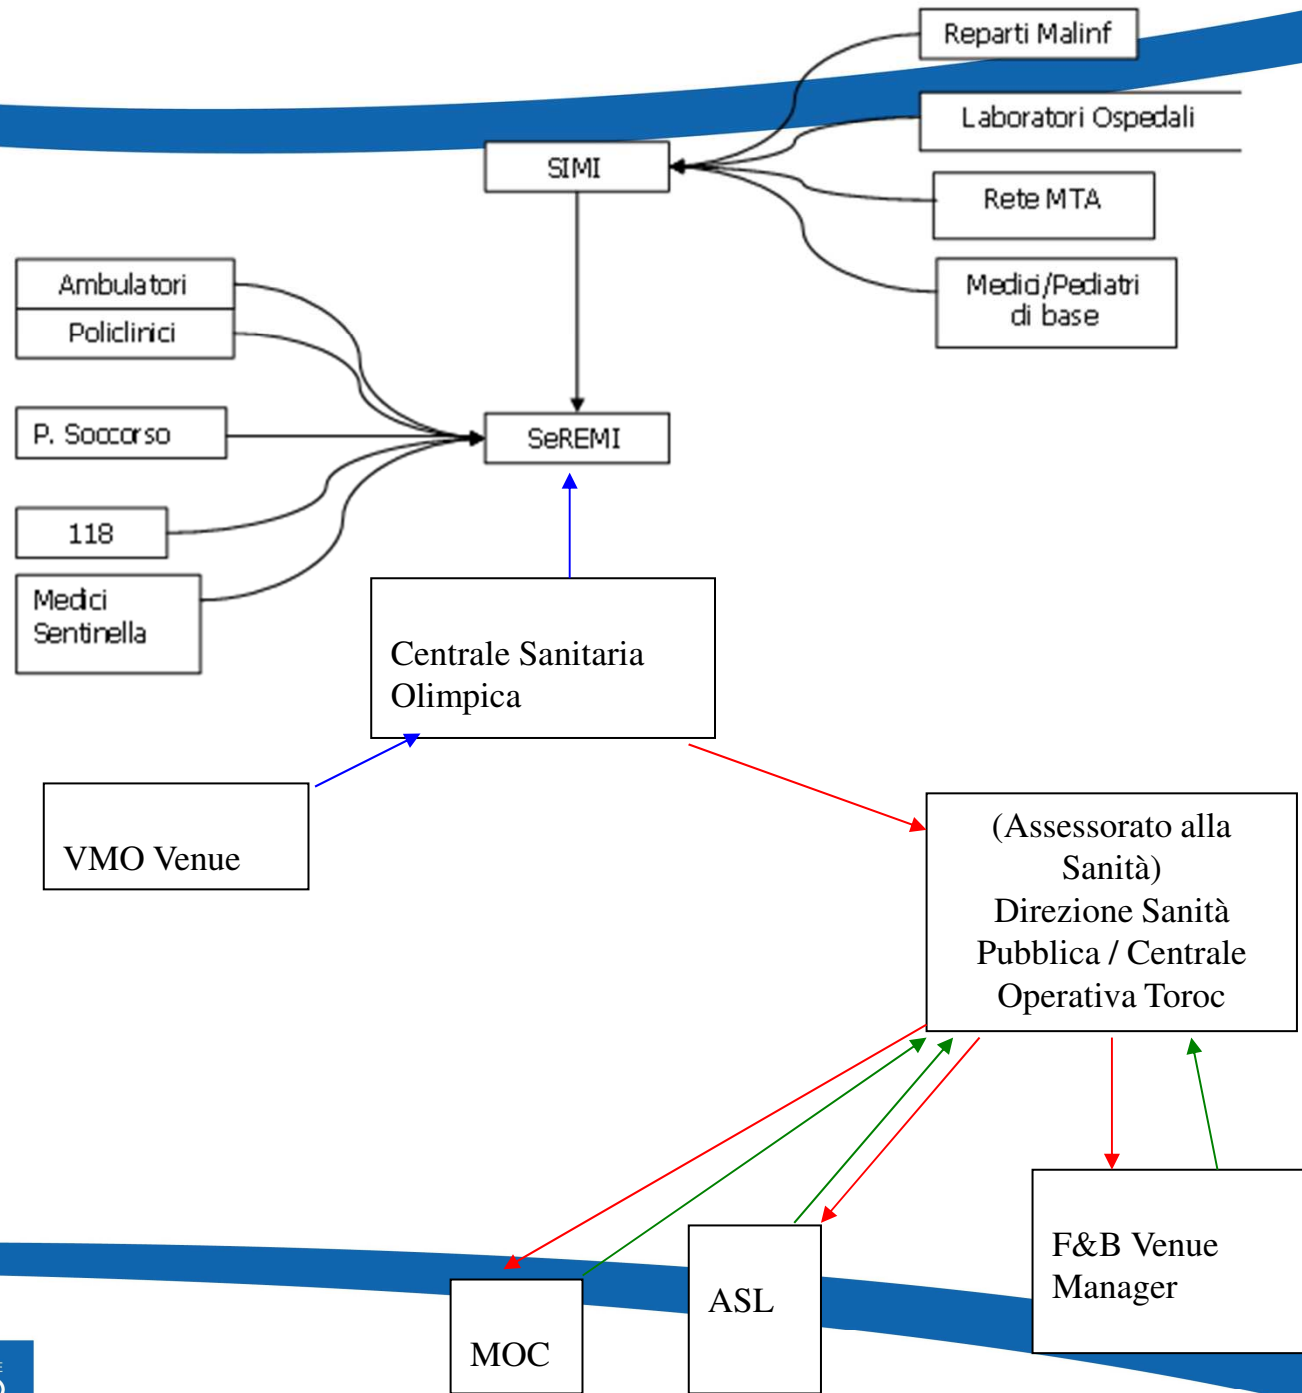 Reparti Malinf
Laboratori Ospedali
SIMI
Rete MTA
Medici/Pediatri
di base
Ambulatori
Policlinici
P. Soccorso
SeREMI
118
Medici
Sentinella
Centrale Sanitaria
Olimpica
VMO Venue
(Assessorato alla
Sanità)
Direzione Sanità
Pubblica / Centrale
Operativa Toroc
F&B Venue
Manager
ASL
MOC